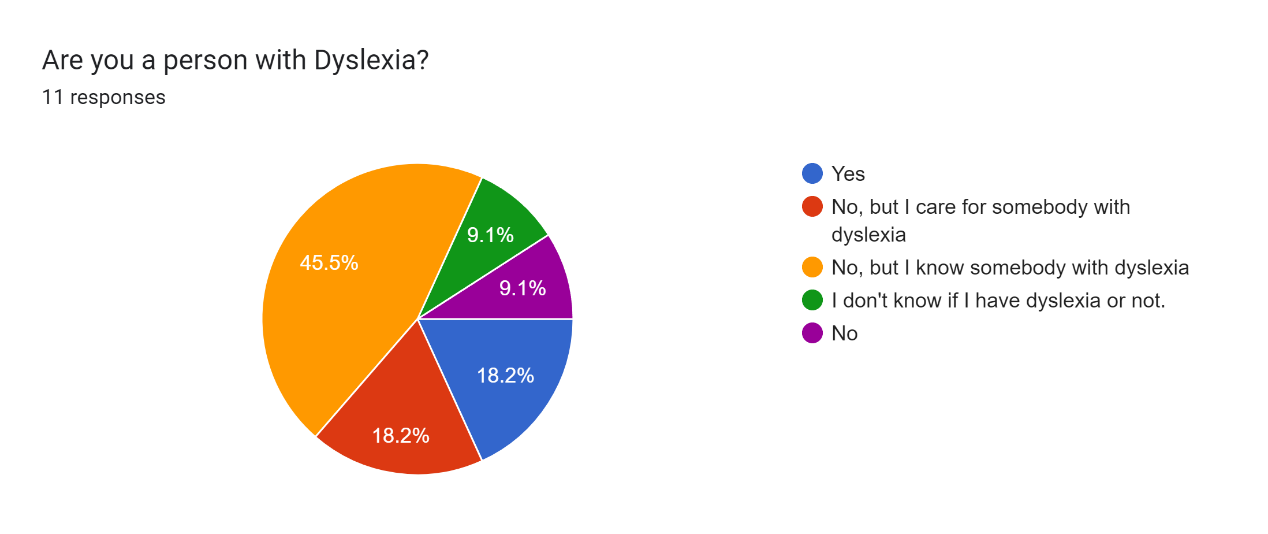 Are you a person with Dyslexia?
11 responses
45.5%
9.1%
9.1%
18.2%
18.2%
Yes
No, but I care for somebody with
dyslexia
No, but I know somebody with dyslexia
I don't know if I have dyslexia or not.
No